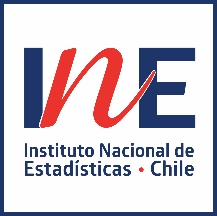 INE
Instituto Nacional de
Estadísticas • Chile